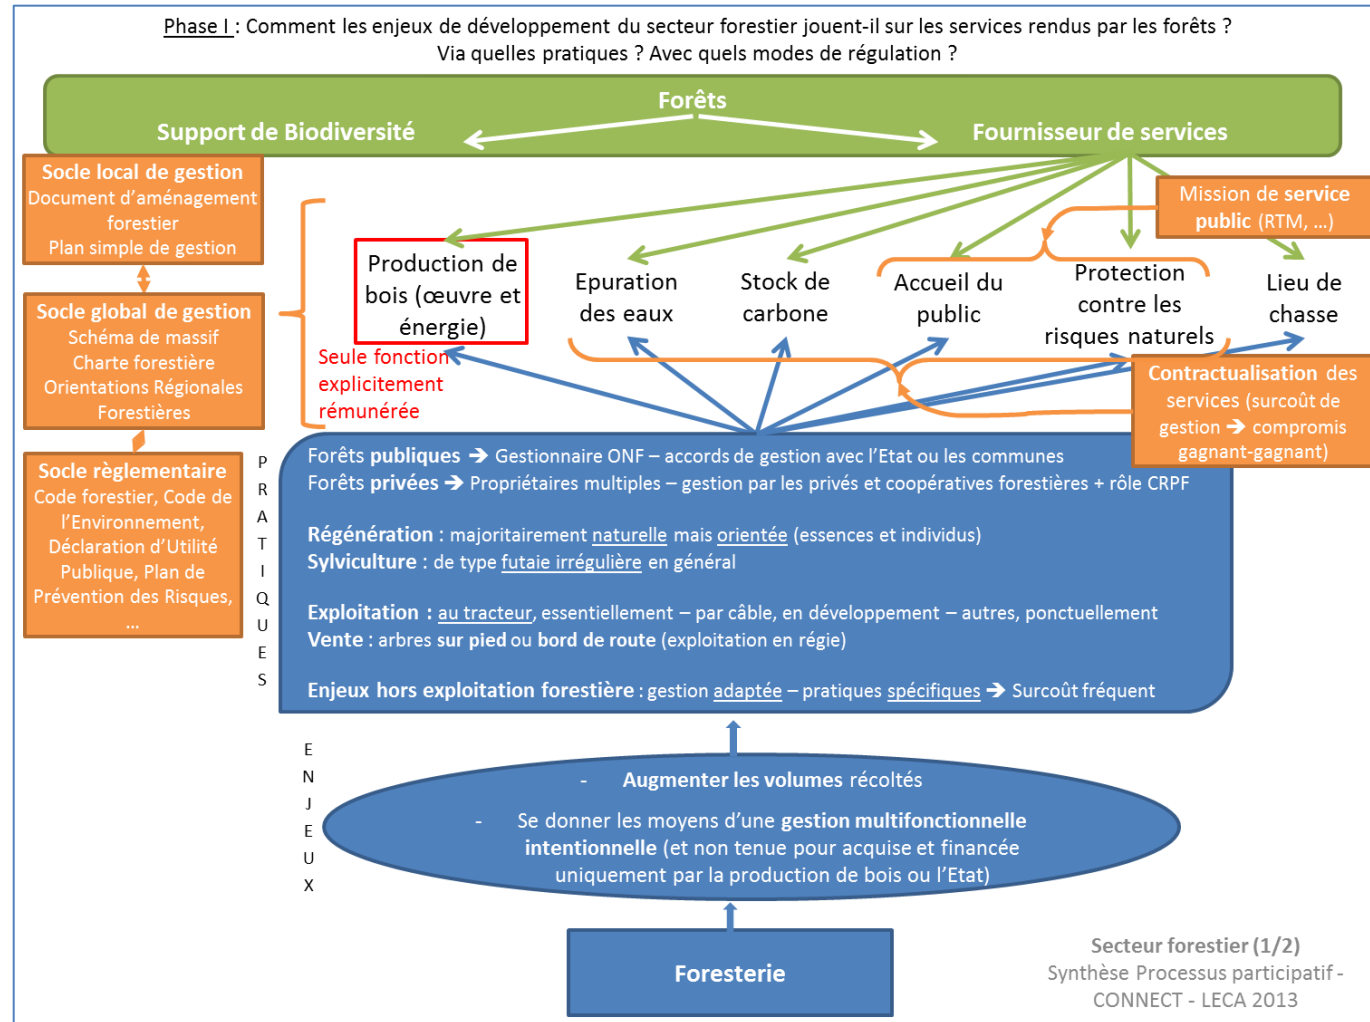 Phase I : Comment les enjeux de développement du secteur forestier jouent-il sur les services rendus par les forêts ?
Via quelles pratiques ? Avec quels modes de régulation ?
Forêts
Support de Biodiversité
Fournisseur de services
Socle local de gestion
Document d’aménagement
forestier
Plan simple de gestion
Socle global de gestion
Schéma de massif
Charte forestière
Orientations Régionales
Forestières
Socle règlementaire
Code forestier, Code de
l’Environnement,
Déclaration d’Utilité
Publique, Plan de
Prévention des Risques,
…
Mission de service
public (RTM, …)
Production de
bois (œuvre et
énergie)
Seule fonction
explicitement
rémunérée
Epuration
des eaux
Stock de
carbone
Accueil du
public
Protection
contre les
risques naturels
Lieu de
chasse
Contractualisation des
services (surcoût de
gestion ➔ compromis
gagnant-gagnant)
PRATIQUES
Forêts publiques ➔ Gestionnaire ONF – accords de gestion avec l’Etat ou les communes
Forêts privées ➔ Propriétaires multiples – gestion par les privés et coopératives forestières + rôle CRPF
Régénération : majoritairement naturelle mais orientée (essences et individus)
Sylviculture : de type futaie irrégulière en général
Exploitation : au tracteur, essentiellement – par câble, en développement – autres, ponctuellement
Vente : arbres sur pied ou bord de route (exploitation en régie)
Enjeux hors exploitation forestière : gestion adaptée – pratiques spécifiques ➔ Surcoût fréquent
ENJEUX
- Augmenter les volumes récoltés
- Se donner les moyens d’une gestion multifonctionnelle
intentionnelle (et non tenue pour acquise et financée
uniquement par la production de bois ou l’Etat)
Foresterie
Secteur forestier (1/2)
Synthèse Processus participatif -
CONNECT - LECA 2013